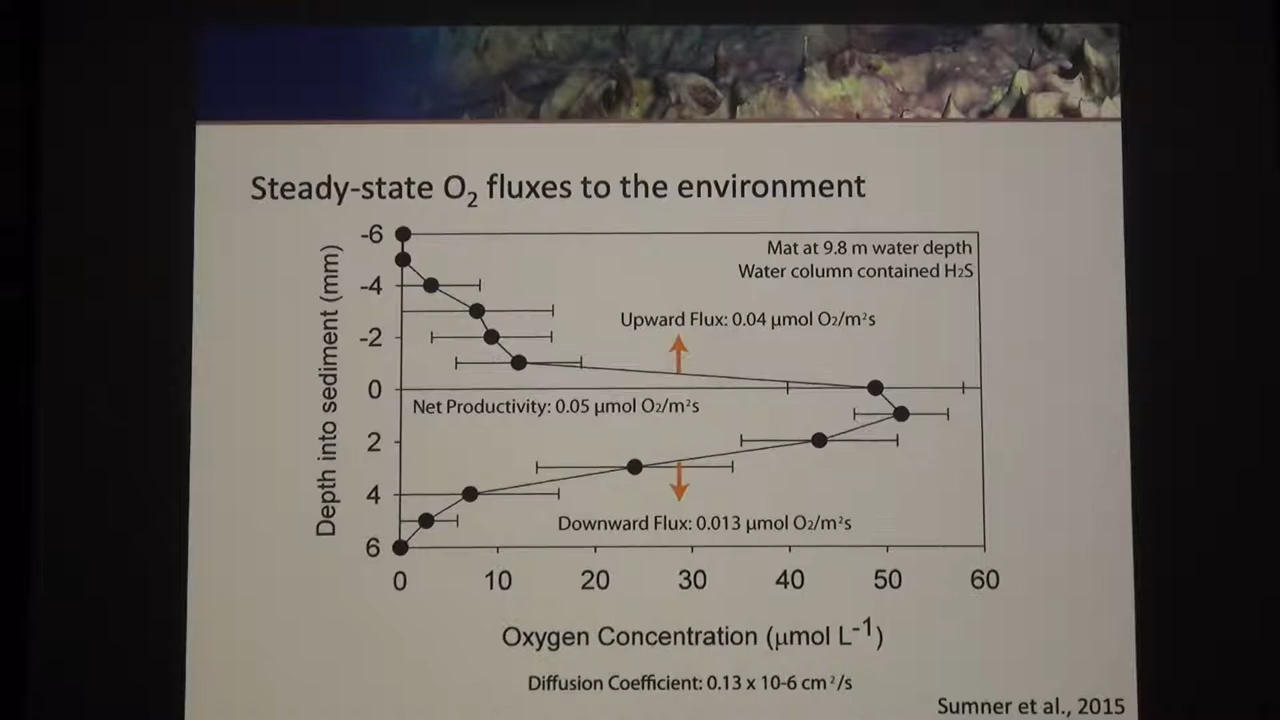 Steady-state O₂ fluxes to the environment
-6
-4
-2
0
2
4
6
Depth into sediment (mm)
Mat at 9.8 m water depth
Water column contained H₂S
Upward Flux: 0.04 µmol O₂/m²s
Net Productivity: 0.05 µmol O₂/m²s
Downward Flux: 0.013 µmol O₂/m²s
0 10 20 30 40 50 60
Oxygen Concentration (µmol L⁻¹)
Diffusion Coefficient: 0.13 x 10-6 cm²/s
Sumner et al., 2015